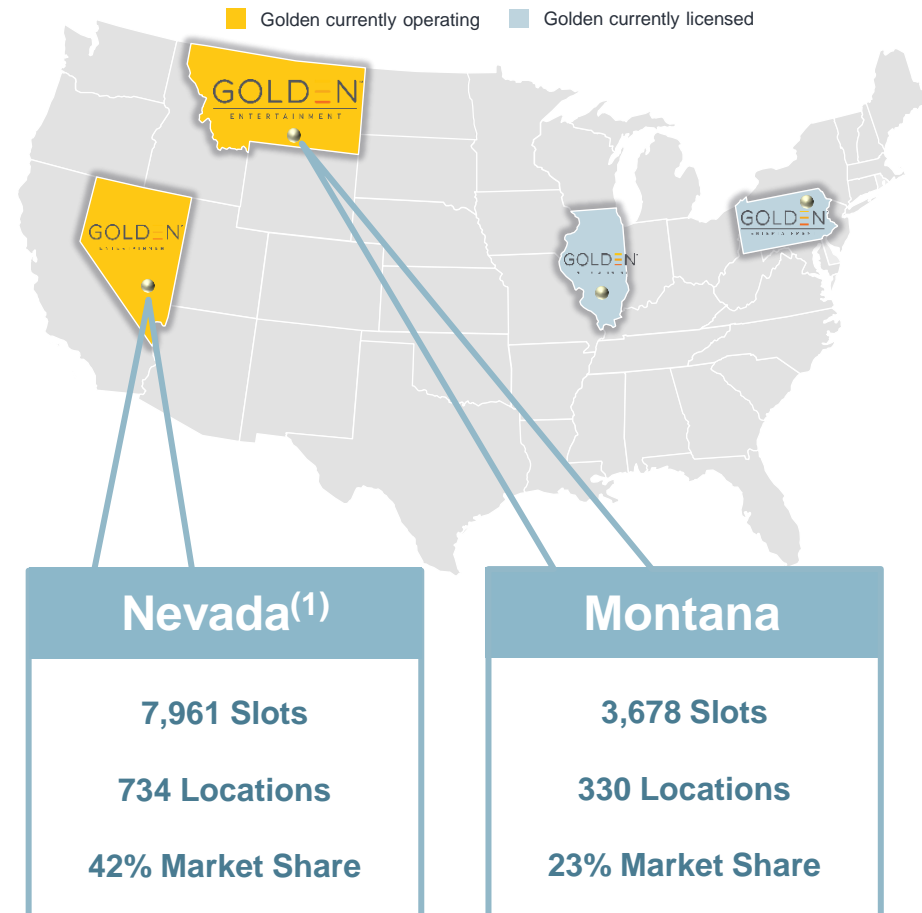 Golden currently operating Golden currently licensed
GOLDEN
ENTERTAINMENT
GOLDEN
GOLDEN
GOLDEN
Nevada(1)
7,961 Slots
734 Locations
42% Market Share
Montana
3,678 Slots
330 Locations
23% Market Share